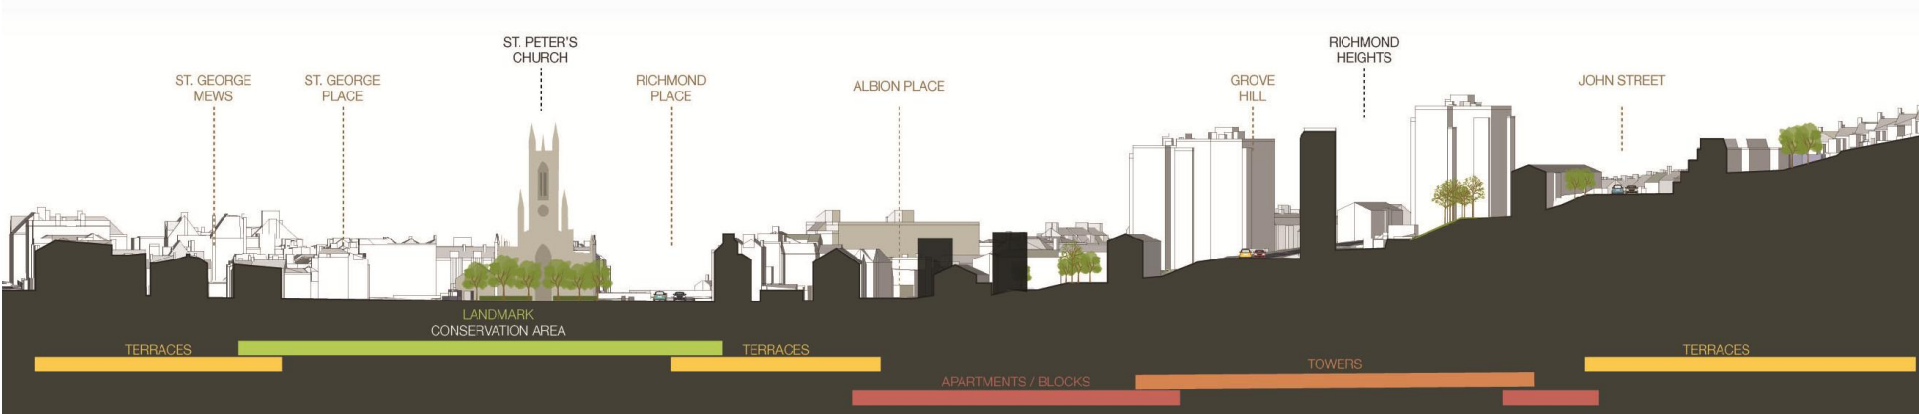 ST. PETER'S
CHURCH
RICHMOND
HEIGHTS
ST. GEORGE
MEWS
ST. GEORGE
PLACE
RICHMOND
PLACE
ALBION PLACE
GROVE
HILL
JOHN STREET
LANDMARK
CONSERVATION AREA
TERRACES
TERRACES
TERRACES
TOWERS
APARTMENTS / BLOCKS